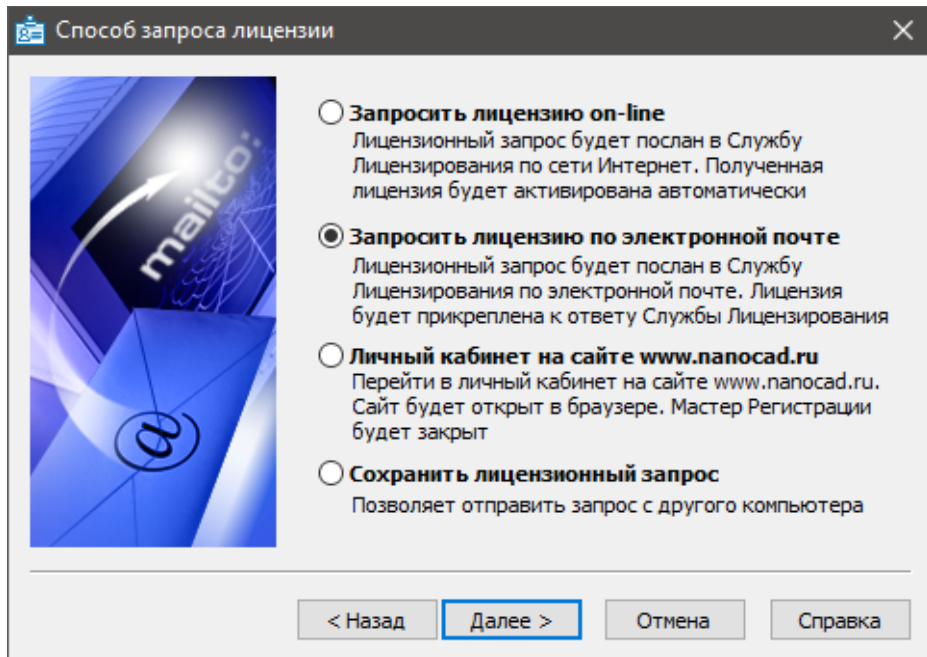 Способ запроса лицензии
mailto:
@
Запросить лицензию on-line
Лицензионный запрос будет послан в Службу
Лицензирования по сети Интернет. Полученная
лицензия будет активирована автоматически
Запросить лицензию по электронной почте
Лицензионный запрос будет послан в Службу
Лицензирования по электронной почте. Лицензия
будет прикреплена к ответу Службы Лицензирования
Личный кабинет на сайте www.nanocad.ru
Перейти в личный кабинет на сайте www.nanocad.ru.
Сайт будет открыт в браузере. Мастер Регистрации
будет закрыт
Сохранить лицензионный запрос
Позволяет отправить запрос с другого компьютера
< Назад
Далее >
Отмена
Справка